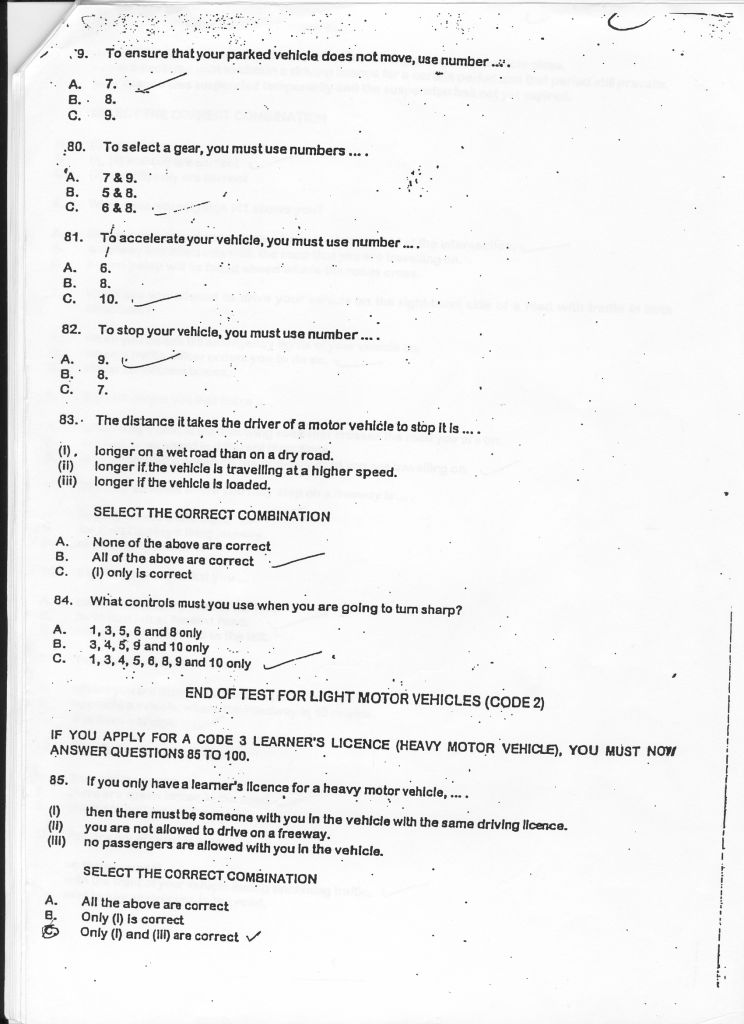 9. To ensure that your parked vehicle does not move, use number ....
A. 7.
B. 8.
C. 9.
80. To select a gear, you must use numbers ....
A. 7 & 9.
B. 5 & 8.
C. 6 & 8.
81. To accelerate your vehicle, you must use number ....
A. 6.
B. 8.
C. 10.
82. To stop your vehicle, you must use number ....
A. 9.
B. 8.
C. 7.
83. The distance it takes the driver of a motor vehicle to stop it is ....
(i) longer on a wet road than on a dry road.
(ii) longer if the vehicle is travelling at a higher speed.
(iii) longer if the vehicle is loaded.
SELECT THE CORRECT COMBINATION
A. None of the above are correct
B. All of the above are correct
C. (i) only is correct
84. What controls must you use when you are going to turn sharp?
A. 1, 3, 5, 6 and 8 only
B. 3, 4, 5, 9 and 10 only
C. 1, 3, 4, 5, 6, 8, 9 and 10 only
END OF TEST FOR LIGHT MOTOR VEHICLES (CODE 2)
IF YOU APPLY FOR A CODE 3 LEARNER'S LICENCE (HEAVY MOTOR VEHICLE), YOU MUST NOW
ANSWER QUESTIONS 85 TO 100.
85. If you only have a learner's licence for a heavy motor vehicle, ....
(i) then there must be someone with you in the vehicle with the same driving licence.
(ii) you are not allowed to drive on a freeway.
(iii) no passengers are allowed with you in the vehicle.
SELECT THE CORRECT COMBINATION
A. All the above are correct
B. Only (i) is correct
C. Only (i) and (iii) are correct